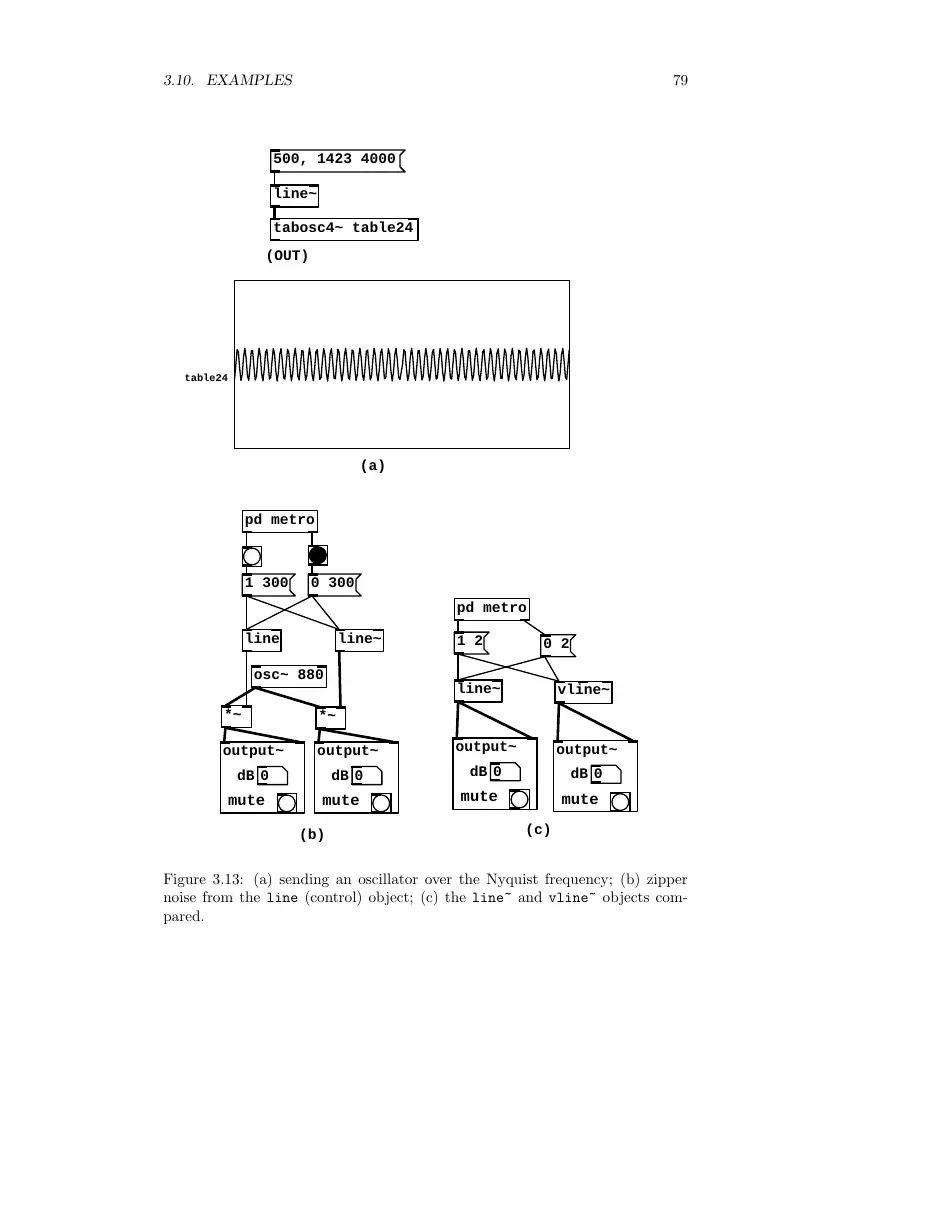 3.10. EXAMPLES 79
500, 1423 4000
line~
tabosc4~ table24
(OUT)
table24
(a)
pd metro
1 300 0 300
line line~
osc~ 880
*~ *~
output~ output~
dB 0 dB 0
mute mute
(b)
pd metro
1 2 0 2
line~ vline~
output~ output~
dB 0 dB 0
mute mute
(c)
Figure 3.13: (a) sending an oscillator over the Nyquist frequency; (b) zipper
noise from the line (control) object; (c) the line~ and vline~ objects com-
pared.